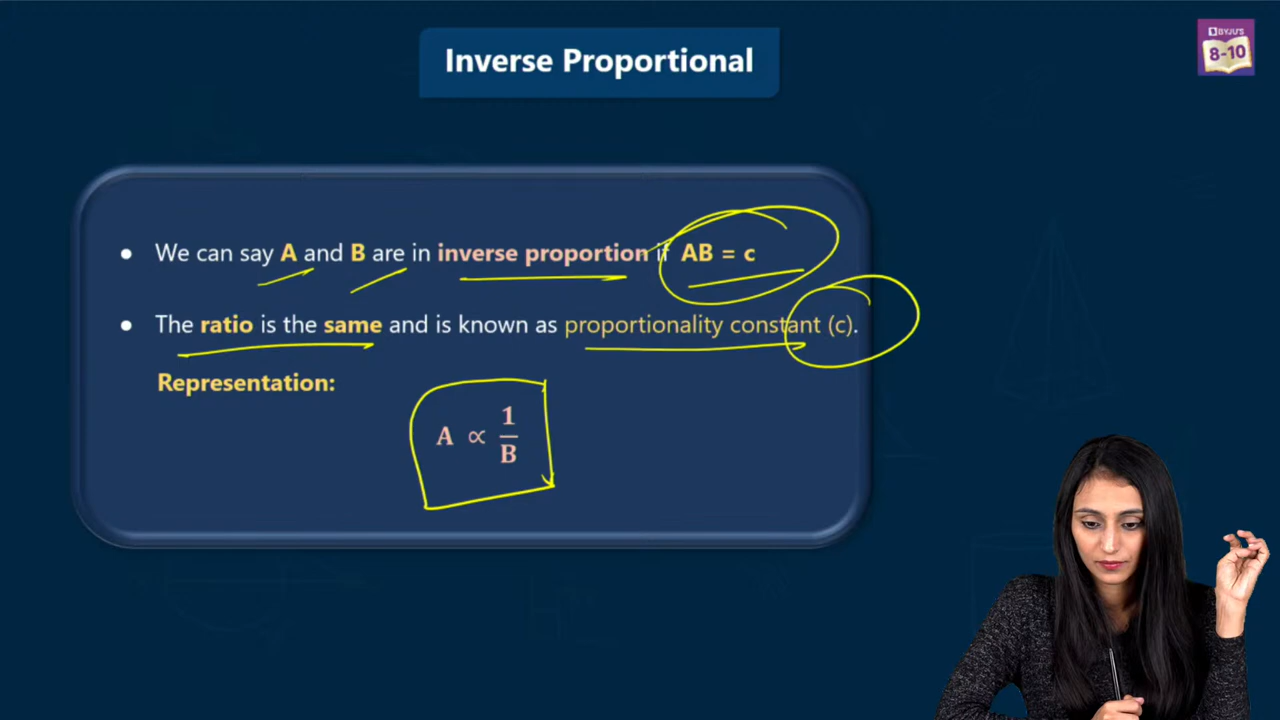 Inverse Proportional
BYJU'S
8-10
• We can say A and B are in inverse proportion if AB = c
• The ratio is the same and is known as proportionality constant (c).
Representation:
A ∝ 1/B